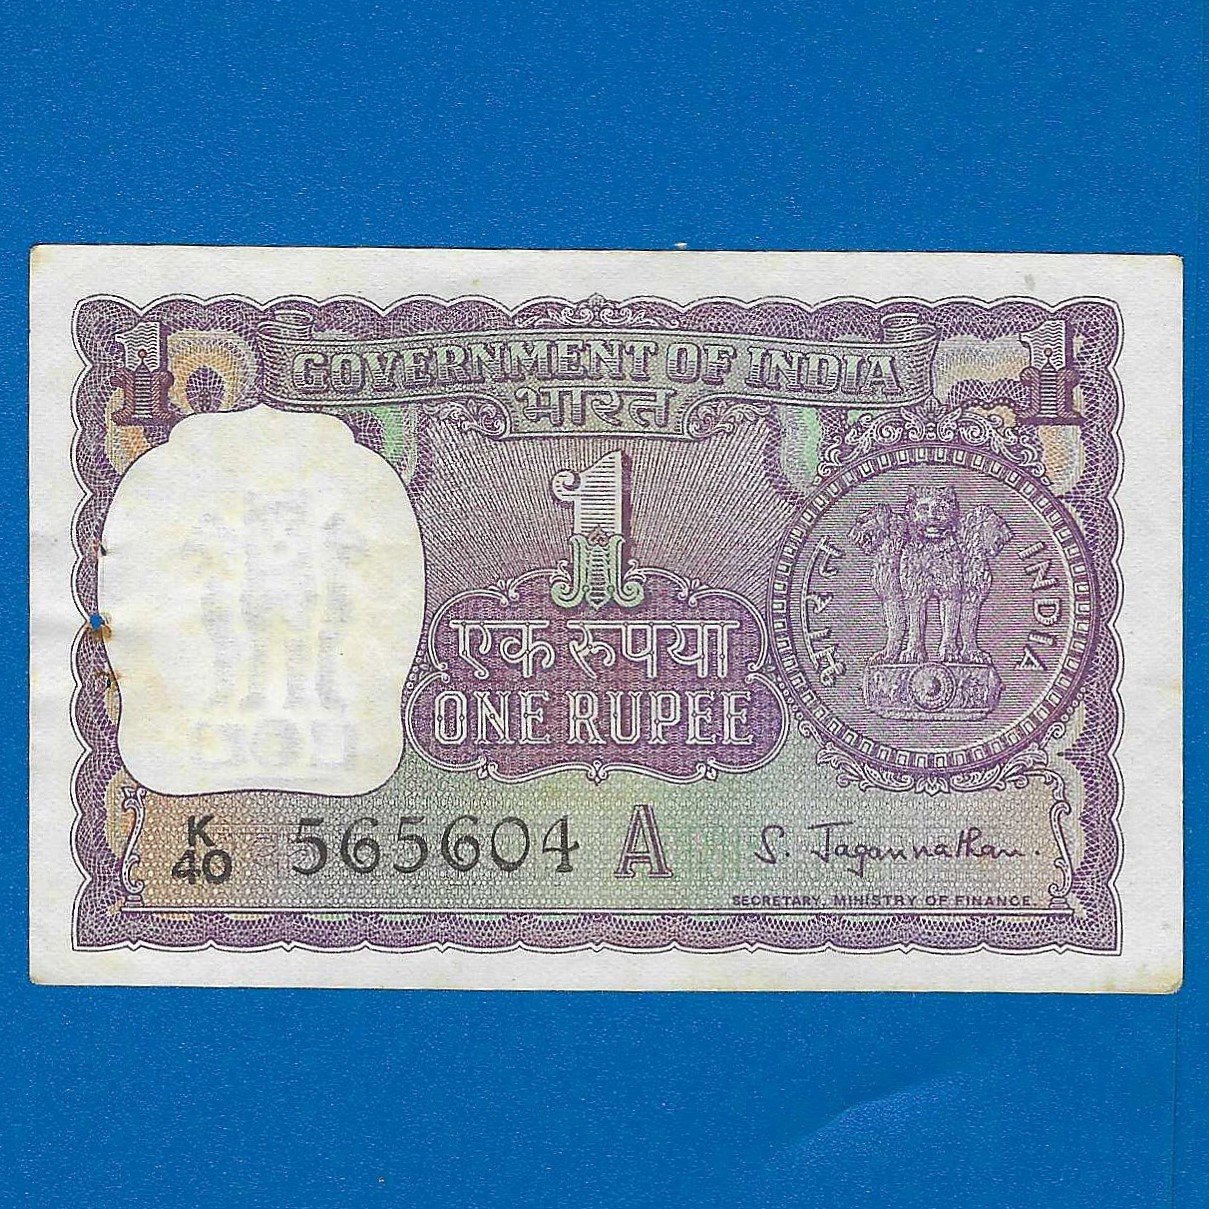 1 1
GOVERNMENT OF INDIA
भारत
1
भारत INDIA
एक रुपया
ONE RUPEE
K/40 565604 A S. Jagannathan.
SECRETARY, MINISTRY OF FINANCE.